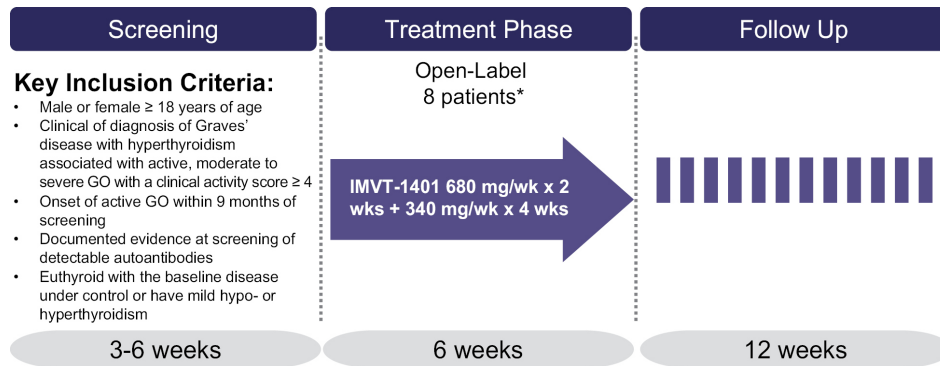 Screening
Treatment Phase
Follow Up
Key Inclusion Criteria:
• Male or female ≥ 18 years of age
• Clinical of diagnosis of Graves'
disease with hyperthyroidism
associated with active, moderate to
severe GO with a clinical activity score ≥ 4
• Onset of active GO within 9 months of
screening
• Documented evidence at screening of
detectable autoantibodies
• Euthyroid with the baseline disease
under control or have mild hypo- or
hyperthyroidism
Open-Label
8 patients*
IMVT-1401 680 mg/wk x 2
wks + 340 mg/wk x 4 wks
3-6 weeks
6 weeks
12 weeks